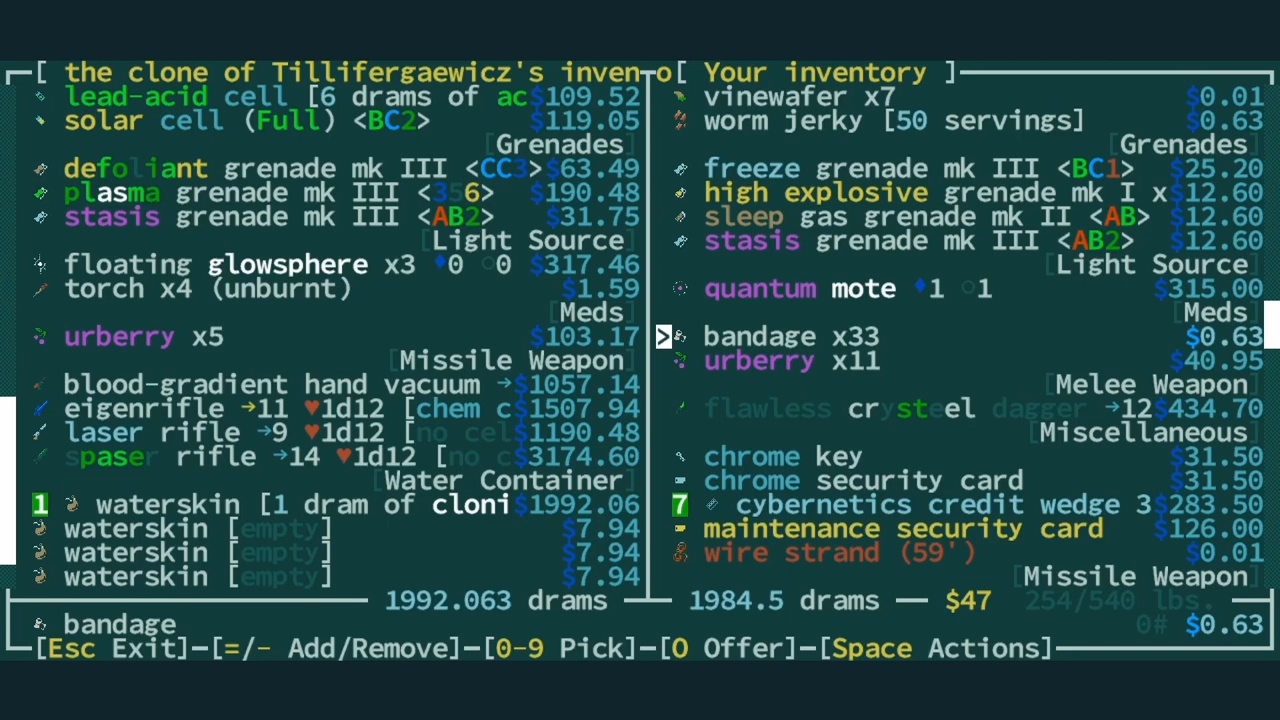 [ the clone of Tillifergaewicz's inven o[ Your inventory ]
lead-acid cell [6 drams of ac$109.52
solar cell (Full) <BC2> $119.05
[Grenades]
defoliant grenade mk III <CC3>$63.49
plasma grenade mk III <356> $190.48
stasis grenade mk III <AB2> $31.75
[Light Source]
floating glowsphere x3 ♦0 ○0 $317.46
torch x4 (unburnt) $1.59
[Meds]
urberry x5 $103.17
[Missile Weapon]
blood-gradient hand vacuum →$1057.14
eigenrifle →11 ♥1d12 [chem c$1507.94
laser rifle →9 ♥1d12 [no cel$1190.48
spaser rifle →14 ♥1d12 [no c$3174.60
[Water Container]
1 waterskin [1 dram of cloni$1992.06
waterskin [empty] $7.94
waterskin [empty] $7.94
waterskin [empty] $7.94
1992.063 drams
vinewafer x7 $0.01
worm jerky [50 servings] $0.63
[Grenades]
freeze grenade mk III <BC1> $25.20
high explosive grenade mk I x$12.60
sleep gas grenade mk II <AB> $12.60
stasis grenade mk III <AB2> $12.60
[Light Source]
quantum mote ♦1 ○1 $315.00
[Meds]
>bandage x33 $0.63
urberry x11 $40.95
[Melee Weapon]
flawless crysteel dagger →12$434.70
[Miscellaneous]
chrome key $31.50
chrome security card $31.50
7 cybernetics credit wedge 3$283.50
maintenance security card $126.00
wire strand (59') $0.01
[Missile Weapon]
1984.5 drams — $47 254/540 lbs.
bandage 0# $0.63
[Esc Exit]—[=/- Add/Remove]—[0-9 Pick]—[O Offer]—[Space Actions]